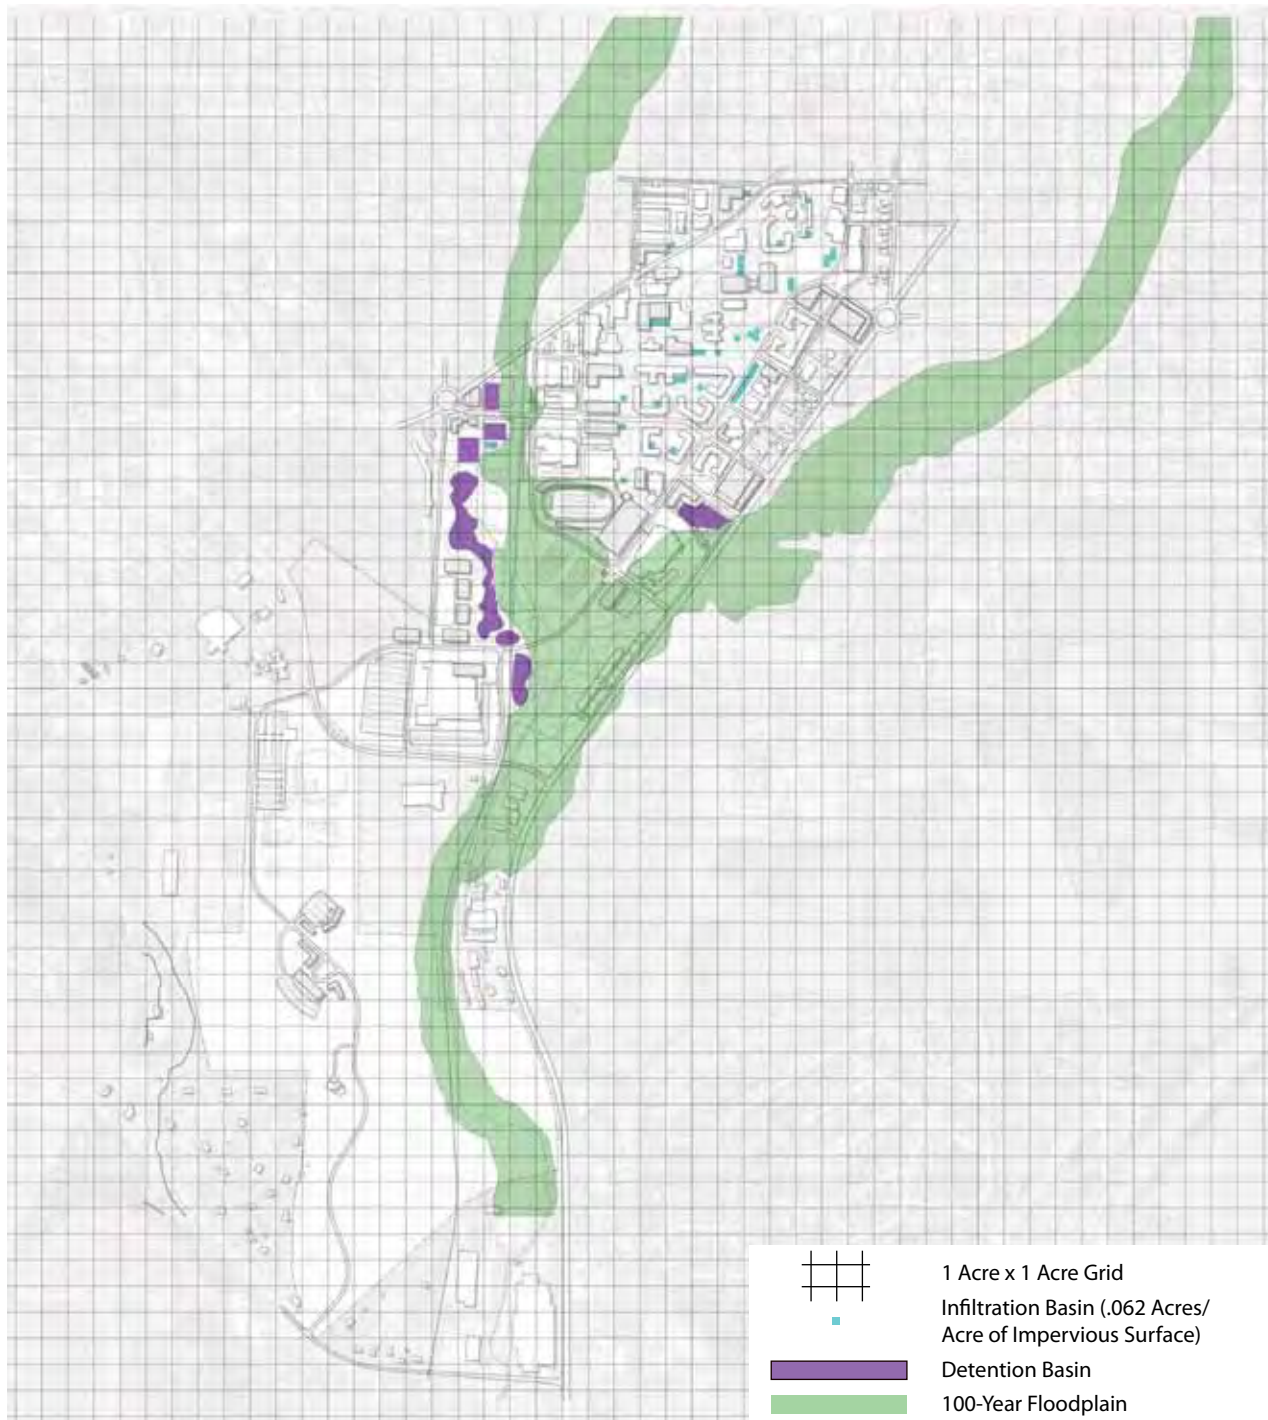 1 Acre x 1 Acre Grid
Infiltration Basin (.062 Acres/
Acre of Impervious Surface)
Detention Basin
100-Year Floodplain